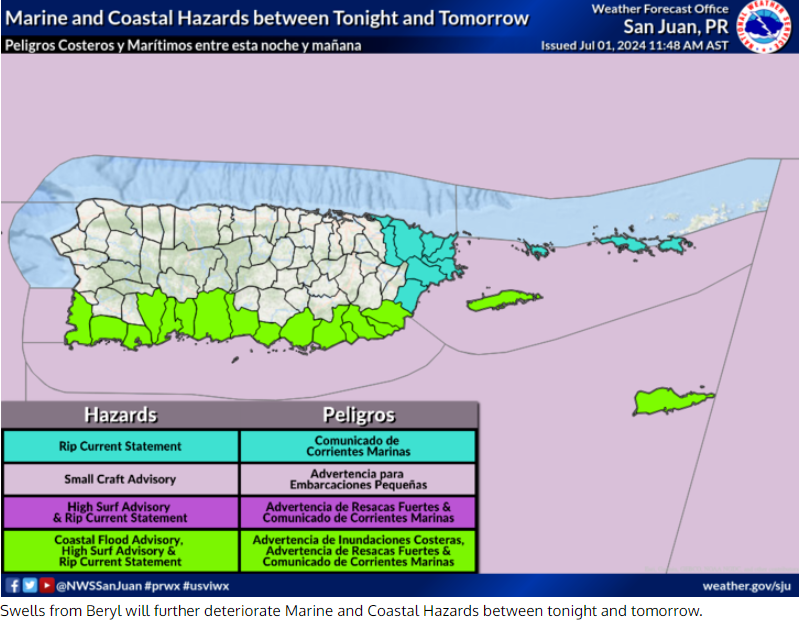 Marine and Coastal Hazards between Tonight and Tomorrow
Peligros Costeros y Marítimos entre esta noche y mañana
Weather Forecast Office
San Juan, PR
Issued Jul 01, 2024 11:48 AM AST
NATIONAL WEATHER SERVICE
Hazards
Peligros
Rip Current Statement
Comunicado de
Corrientes Marinas
Small Craft Advisory
Advertencia para
Embarcaciones Pequeñas
High Surf Advisory
& Rip Current Statement
Advertencia de Resacas Fuertes &
Comunicado de Corrientes Marinas
Coastal Flood Advisory,
High Surf Advisory &
Rip Current Statement
Advertencia de Inundaciones Costeras,
Advertencia de Resacas Fuertes &
Comunicado de Corrientes Marinas
@NWSSanJuan #prwx #usviwx
weather.gov/sju
Swells from Beryl will further deteriorate Marine and Coastal Hazards between tonight and tomorrow.